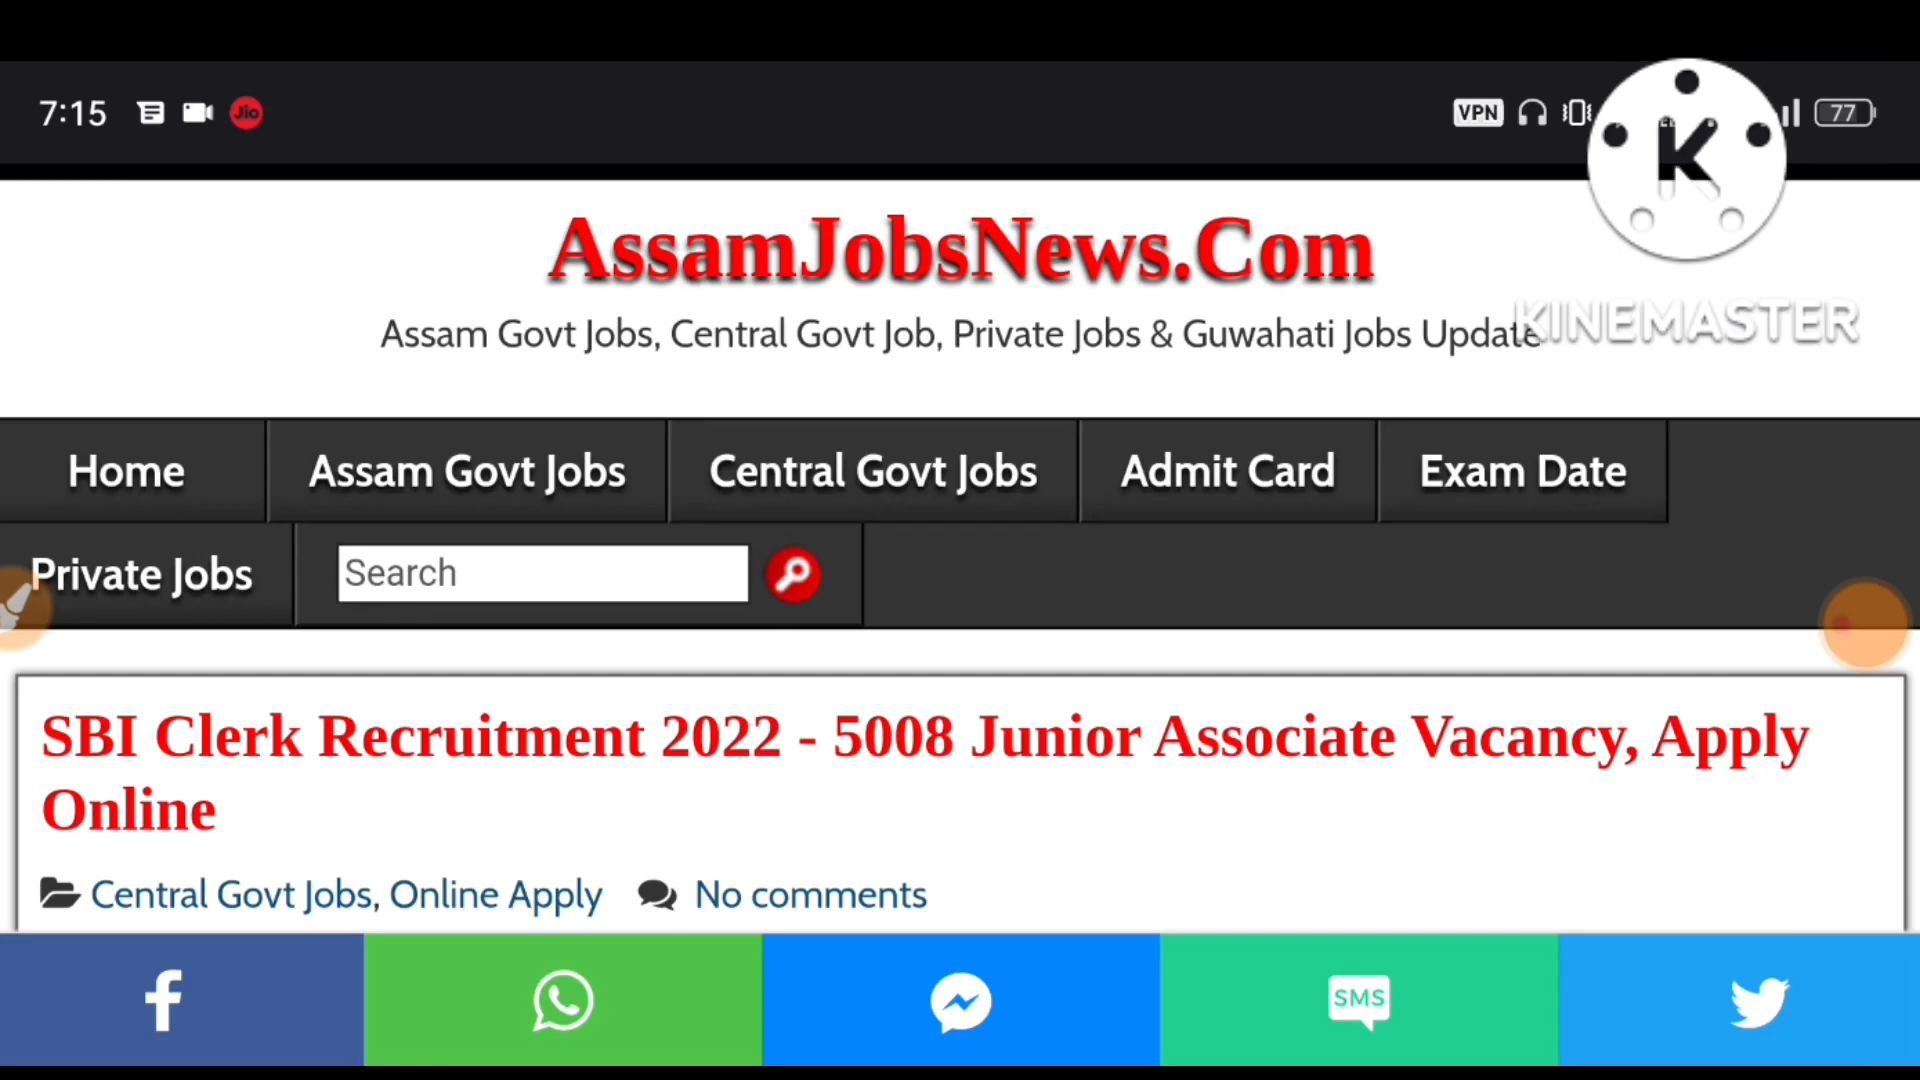 7:15 Jio VPN 77
K
AssamJobsNews.Com
Assam Govt Jobs, Central Govt Job, Private Jobs & Guwahati Jobs Update
KINEMASTER
Home Assam Govt Jobs Central Govt Jobs Admit Card Exam Date
Private Jobs Search
SBI Clerk Recruitment 2022 - 5008 Junior Associate Vacancy, Apply
Online
Central Govt Jobs, Online Apply No comments
SMS